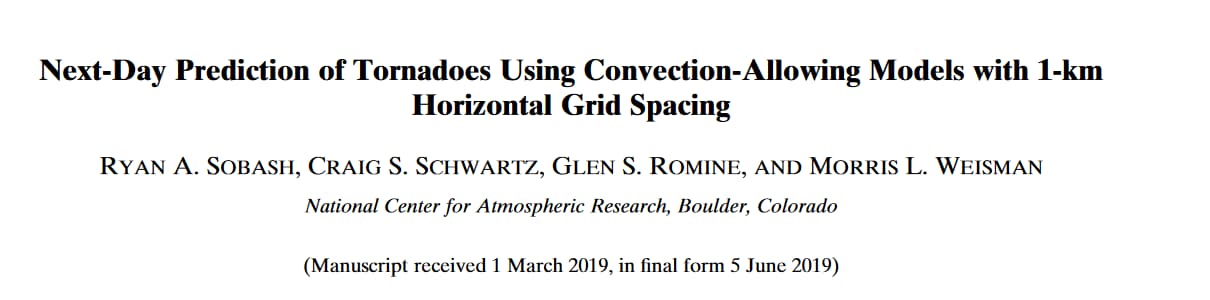 Next-Day Prediction of Tornadoes Using Convection-Allowing Models with 1-km
Horizontal Grid Spacing
RYAN A. SOBASH, CRAIG S. SCHWARTZ, GLEN S. ROMINE, AND MORRIS L. WEISMAN
National Center for Atmospheric Research, Boulder, Colorado
(Manuscript received 1 March 2019, in final form 5 June 2019)